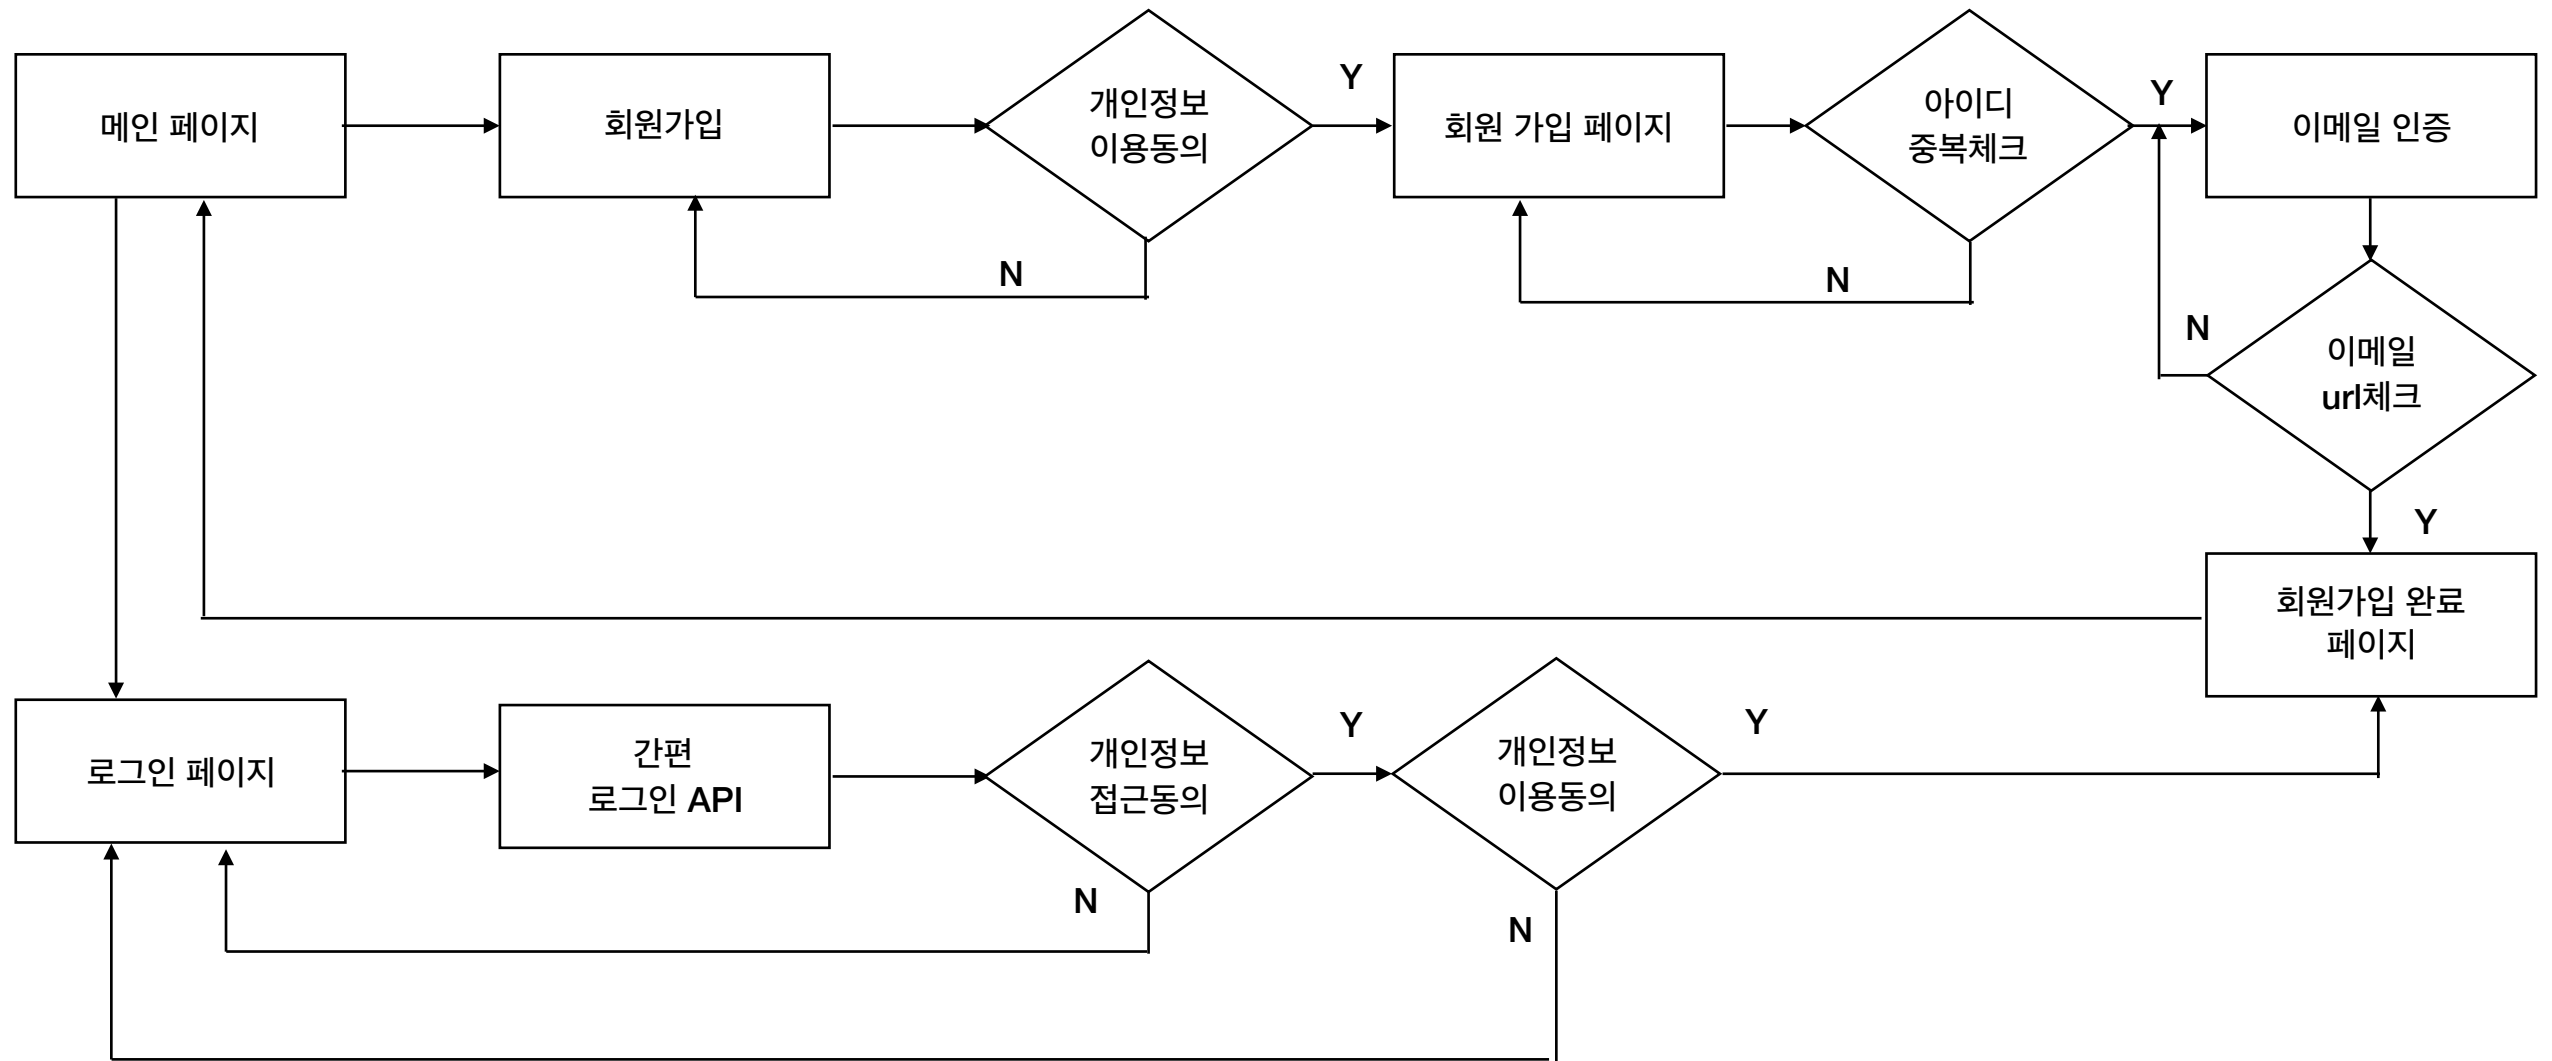 메인 페이지
회원가입
개인정보
이용동의
Y
회원 가입 페이지
아이디
중복체크
Y
이메일 인증
N
N
N
이메일
url체크
Y
회원가입 완료
페이지
로그인 페이지
간편
로그인 API
개인정보
접근동의
Y
개인정보
이용동의
Y
N
N